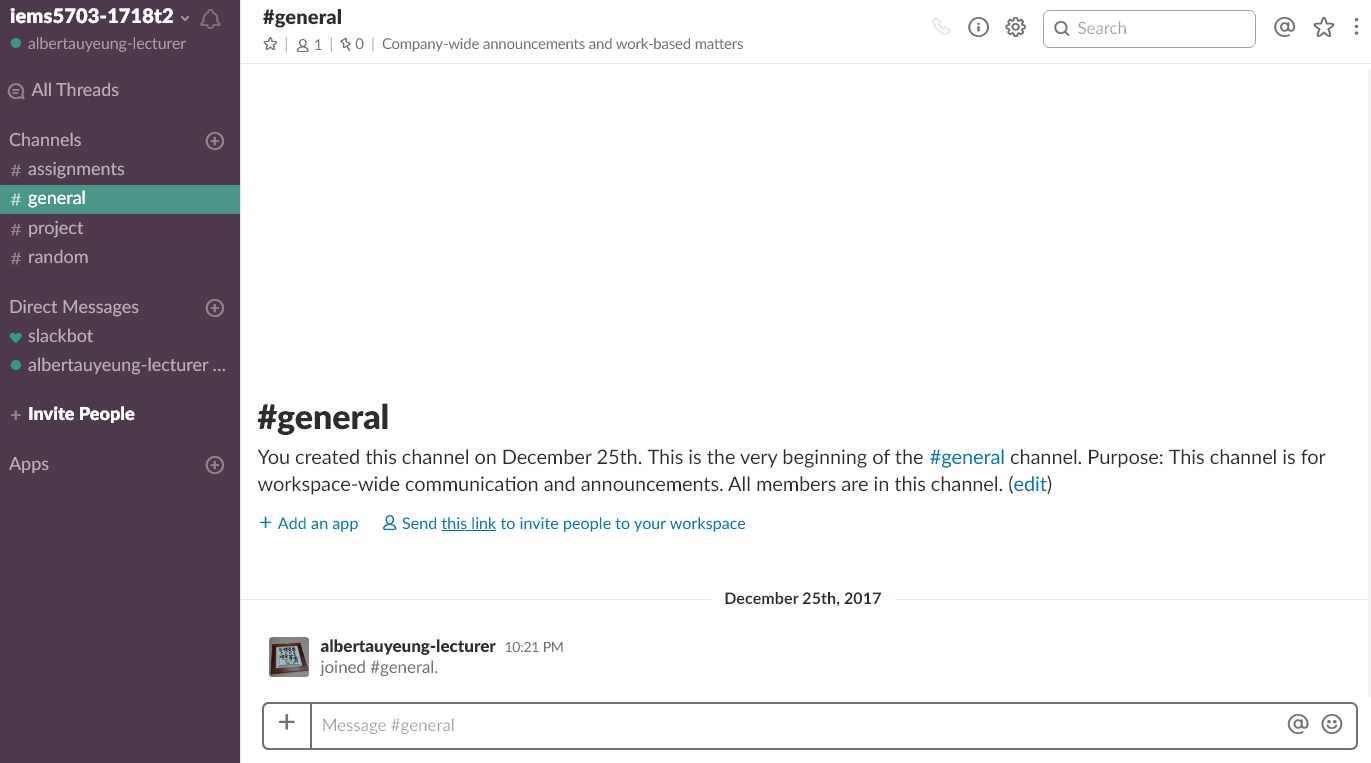 iems5703-1718t2
albertauyeung-lecturer
All Threads
Channels
# assignments
# general
# project
# random
Direct Messages
slackbot
albertauyeung-lecturer ...
+ Invite People
Apps
#general
1 | 0 | Company-wide announcements and work-based matters
Search
#general
You created this channel on December 25th. This is the very beginning of the #general channel. Purpose: This channel is for
workspace-wide communication and announcements. All members are in this channel. (edit)
+ Add an app Send this link to invite people to your workspace
December 25th, 2017
albertauyeung-lecturer 10:21 PM
joined #general.
+ Message #general @